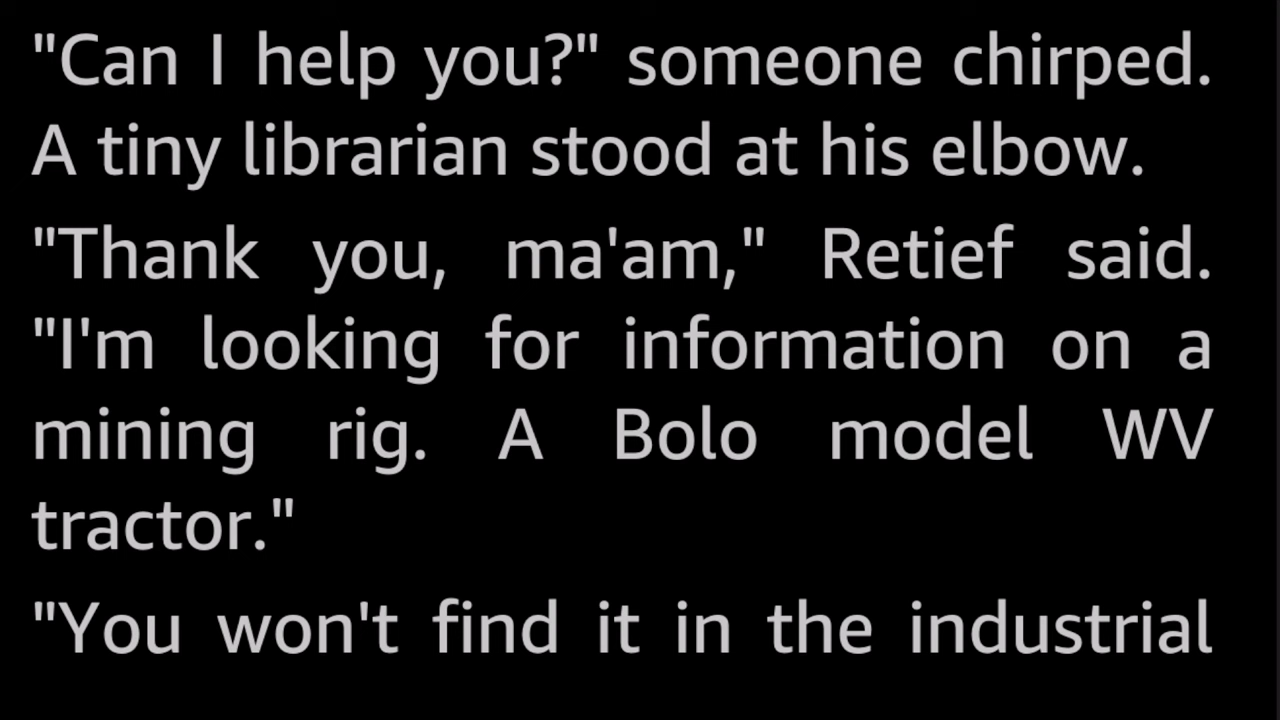 "Can I help you?" someone chirped.
A tiny librarian stood at his elbow.
"Thank you, ma'am," Retief said.
"I'm looking for information on a
mining rig. A Bolo model WV
tractor."
"You won't find it in the industrial